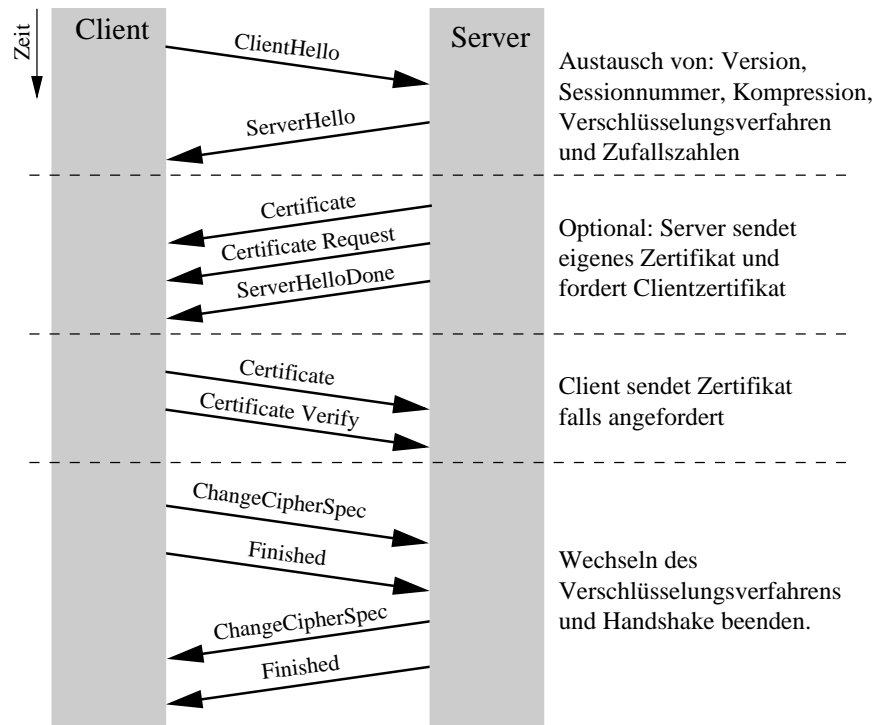 Zeit
Client
Server
ClientHello
ServerHello
Austausch von: Version,
Sessionnummer, Kompression,
Verschlüsselungsverfahren
und Zufallszahlen
Certificate
Certificate Request
ServerHelloDone
Optional: Server sendet
eigenes Zertifikat und
fordert Clientzertifikat
Certificate
Certificate Verify
Client sendet Zertifikat
falls angefordert
ChangeCipherSpec
Finished
ChangeCipherSpec
Finished
Wechseln des
Verschlüsselungsverfahrens
und Handshake beenden.